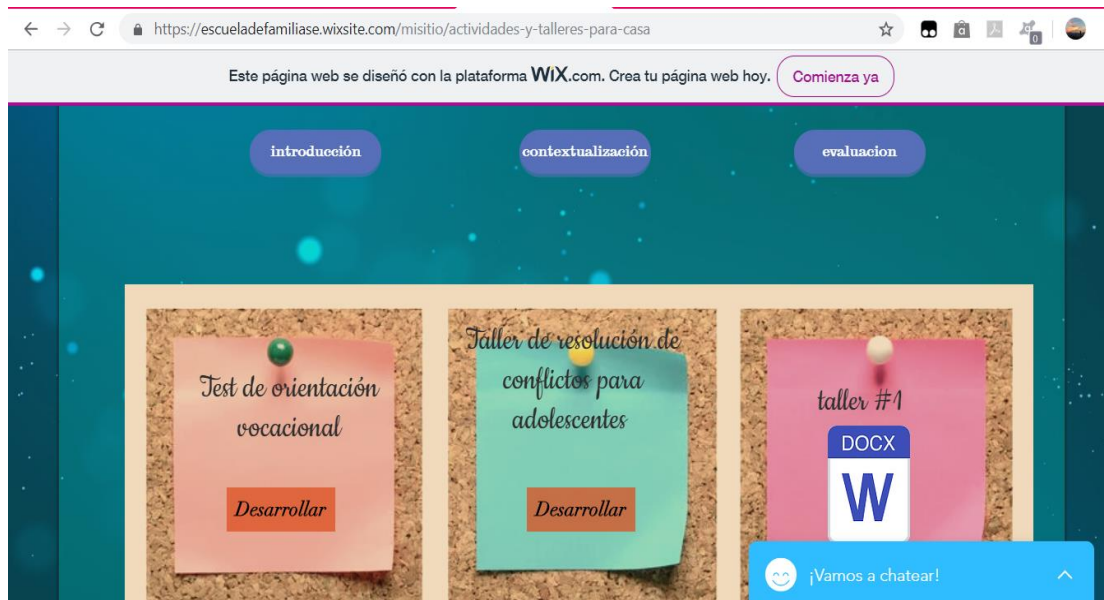 https://escueladefamiliase.wixsite.com/misitio/actividades-y-talleres-para-casa
0
Este página web se diseñó con la plataforma WiX.com. Crea tu página web hoy. Comienza ya
introducción contextualización evaluacion
Test de orientación
vocacional
Desarrollar
Taller de resolución de
conflictos para
adolescentes
Desarrollar
taller #1
DOCX
W
¡Vamos a chatear!